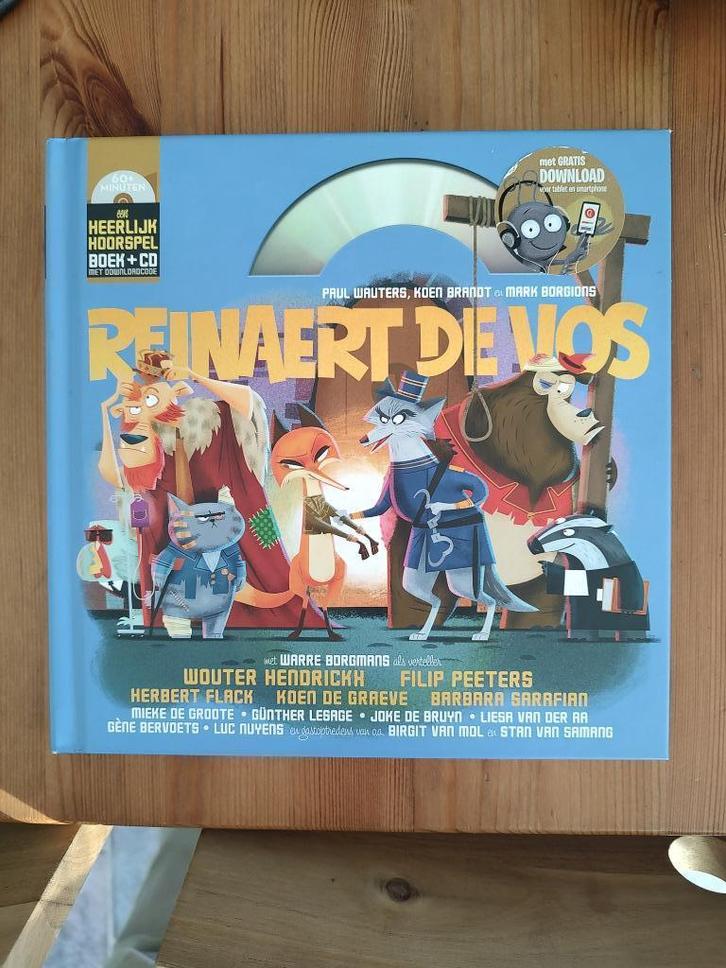 60+
MINUTEN
een
HEERLIJK
HOORSPEL
BOEK + CD
MET DOWNLOADCODE
met GRATIS
DOWNLOAD
voor tablet en smartphone
PAUL WAUTERS, KOEN BRANDT en MARK BORGIONS
REINAERT DE VOS
met WARRE BORGMANS als verteller
WOUTER HENDRICKX FILIP PEETERS
HERBERT FLACK KOEN DE GRAEVE BARBARA SARAFIAN
MIEKE DE GROOTE • GÜNTHER LESAGE • JOKE DE BRUYN • LIESA VAN DER AA
GÈNE BERVOETS • LUC NUYENS en gastoptredens van o.a. BIRGIT VAN MOL en STAN VAN SAMANG